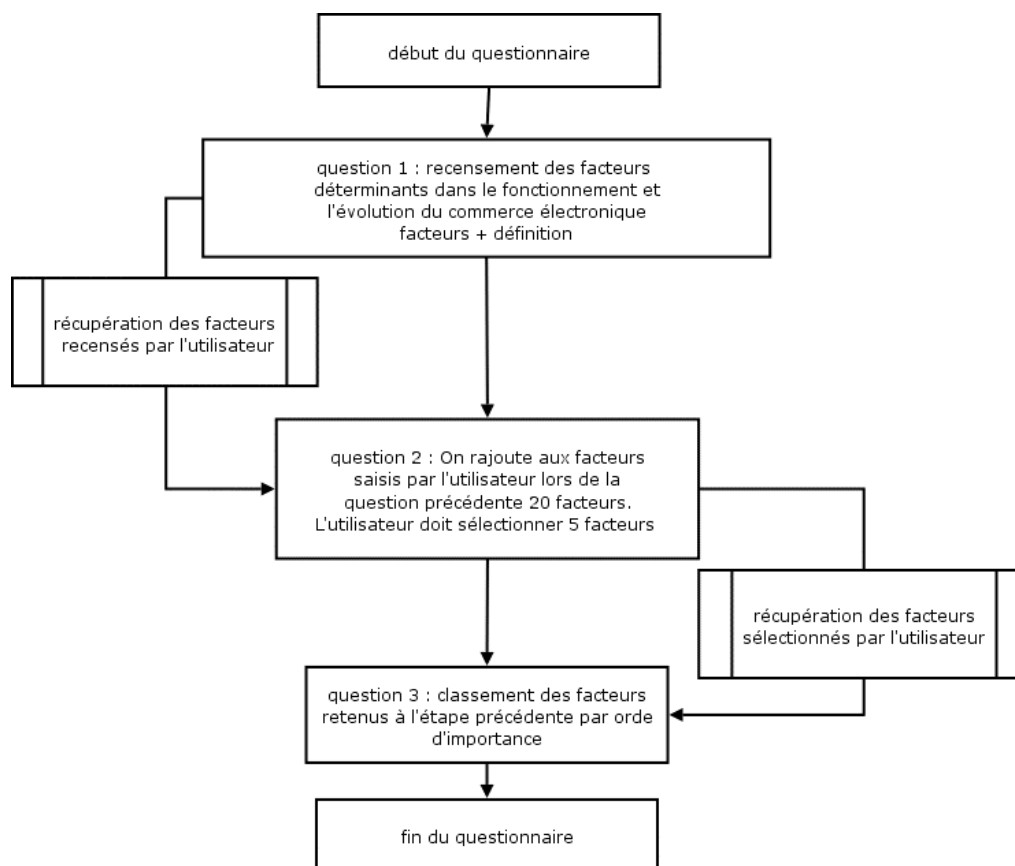 début du questionnaire
question 1 : recensement des facteurs
déterminants dans le fonctionnement et
l'évolution du commerce électronique
facteurs + définition
récupération des facteurs
recensés par l'utilisateur
question 2 : On rajoute aux facteurs
saisis par l'utilisateur lors de la
question précédente 20 facteurs.
L'utilisateur doit sélectionner 5 facteurs
récupération des facteurs
sélectionnés par l'utilisateur
question 3 : classement des facteurs
retenus à l'étape précédente par orde
d'importance
fin du questionnaire